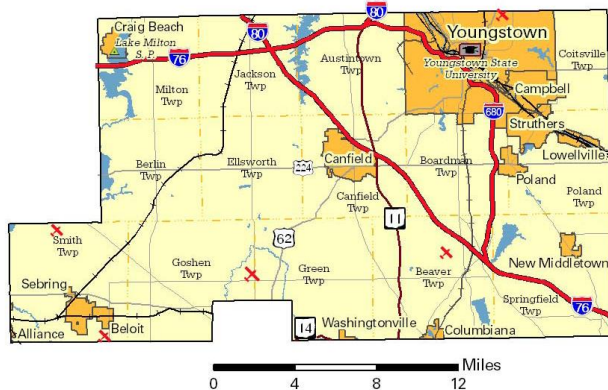 Craig Beach
Lake Milton
S. P.
80
80
Youngstown
Youngstown State
University
76
Jackson
Twp
Austintown
Twp
Coitsville
Twp
Milton
Twp
Campbell
680
Struthers
Lowellville
Berlin
Twp
Ellsworth
Twp
224
Canfield
Boardman
Twp
Poland
Poland
Twp
Canfield
Twp
11
62
Smith
Twp
Goshen
Twp
Green
Twp
Beaver
Twp
New Middletown
Sebring
Springfield
Twp
76
Alliance
Beloit
14
Washingtonville
Columbiana
Miles
0
4
8
12